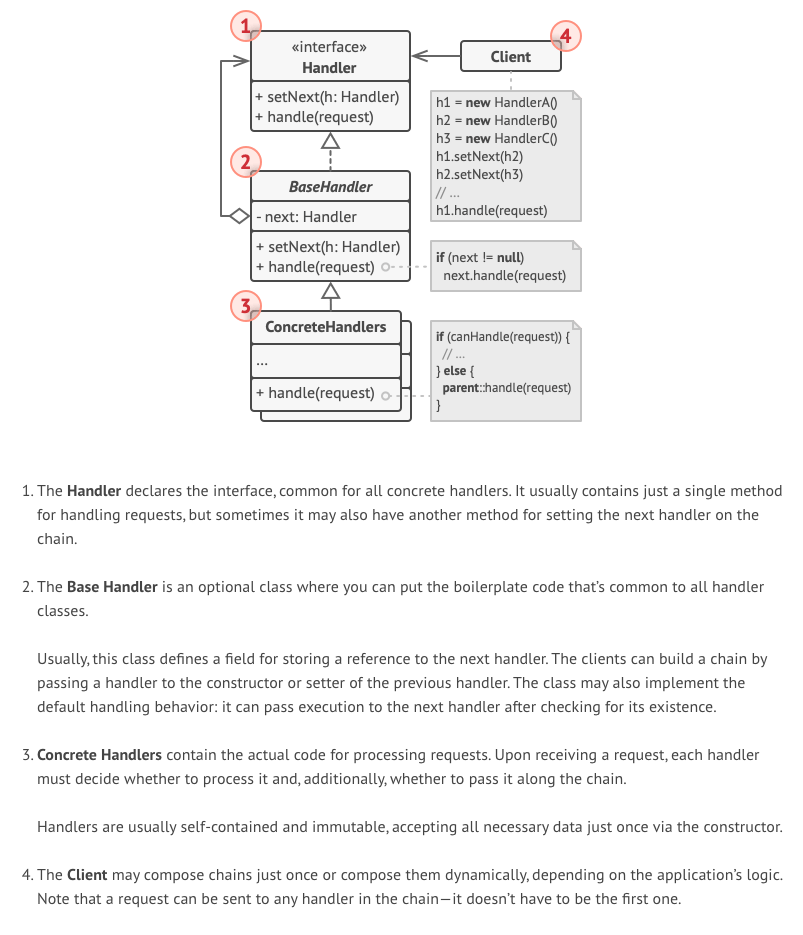 1
«interface»
Handler
+ setNext(h: Handler)
+ handle(request)
4
Client
h1 = new HandlerA()
h2 = new HandlerB()
h3 = new HandlerC()
h1.setNext(h2)
h2.setNext(h3)
// ...
h1.handle(request)
2
BaseHandler
- next: Handler
+ setNext(h: Handler)
+ handle(request)
if (next != null)
next.handle(request)
3
ConcreteHandlers
...
+ handle(request)
if (canHandle(request)) {
// ...
} else {
parent::handle(request)
}
1. The Handler declares the interface, common for all concrete handlers. It usually contains just a single method
for handling requests, but sometimes it may also have another method for setting the next handler on the
chain.
2. The Base Handler is an optional class where you can put the boilerplate code that’s common to all handler
classes.
Usually, this class defines a field for storing a reference to the next handler. The clients can build a chain by
passing a handler to the constructor or setter of the previous handler. The class may also implement the
default handling behavior: it can pass execution to the next handler after checking for its existence.
3. Concrete Handlers contain the actual code for processing requests. Upon receiving a request, each handler
must decide whether to process it and, additionally, whether to pass it along the chain.
Handlers are usually self-contained and immutable, accepting all necessary data just once via the constructor.
4. The Client may compose chains just once or compose them dynamically, depending on the application’s logic.
Note that a request can be sent to any handler in the chain—it doesn’t have to be the first one.